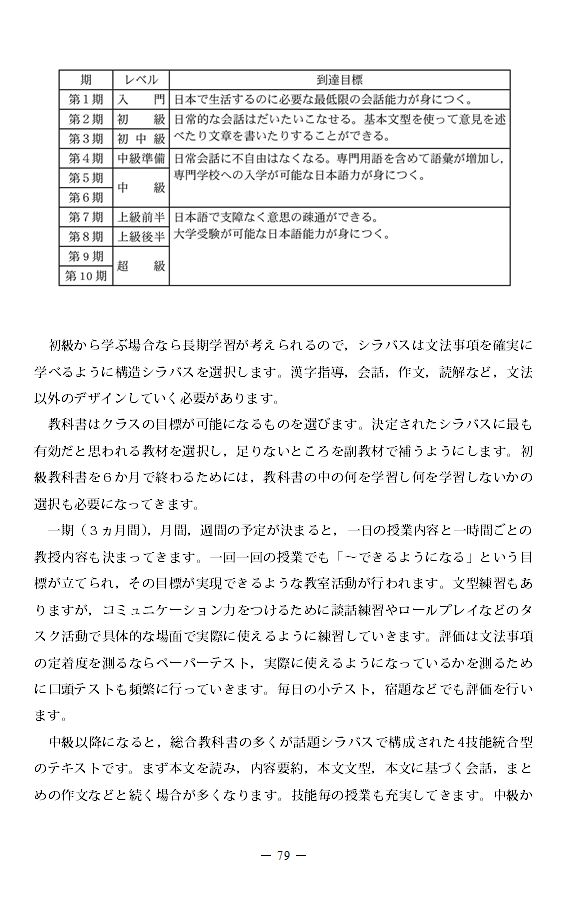 期 レベル 到達目標
第1期 入 門 日本で生活するのに必要な最低限の会話能力が身につく。
第2期 初 級 日常的な会話はだいたいこなせる。基本文型を使って意見を述
第3期 初 中 級 べたり文章を書いたりすることができる。
第4期 中級準備 日常会話に不自由はなくなる。専門用語を含めて語彙が増加し,
第5期 中 級 専門学校への入学が可能な日本語力が身につく。
第6期
第7期 上級前半 日本語で支障なく意思の疎通ができる。
第8期 上級後半 大学受験が可能な日本語能力が身につく。
第9期 超 級
第10期
初級から学ぶ場合なら長期学習が考えられるので,シラバスは文法事項を確実に
学べるように構造シラバスを選択します。漢字指導,会話,作文,読解など,文法
以外のデザインしていく必要があります。
教科書はクラスの目標が可能になるものを選びます。決定されたシラバスに最も
有効だと思われる教材を選択し,足りないところを副教材で補うようにします。初
級教科書を6か月で終わるためには,教科書の中の何を学習し何を学習しないかの
選択も必要になってきます。
一期(3ヵ月間),月間,週間の予定が決まると,一日の授業内容と一時間ごとの
教授内容も決まってきます。一回一回の授業でも「~できるようになる」という目
標が立てられ,その目標が実現できるような教室活動が行われます。文型練習もあ
りますが,コミュニケーション力をつけるために談話練習やロールプレイなどのタ
スク活動で具体的な場面で実際に使えるように練習していきます。評価は文法事項
の定着度を測るならペーパーテスト,実際に使えるようになっているかを測るため
に口頭テストも頻繁に行っていきます。毎日の小テスト,宿題などでも評価を行い
ます。
中級以降になると,総合教科書の多くが話題シラバスで構成された4技能統合型
のテキストです。まず本文を読み,内容要約,本文文型,本文に基づく会話,まと
めの作文などと続く場合が多くなります。技能毎の授業も充実してきます。中級か
— 79 —